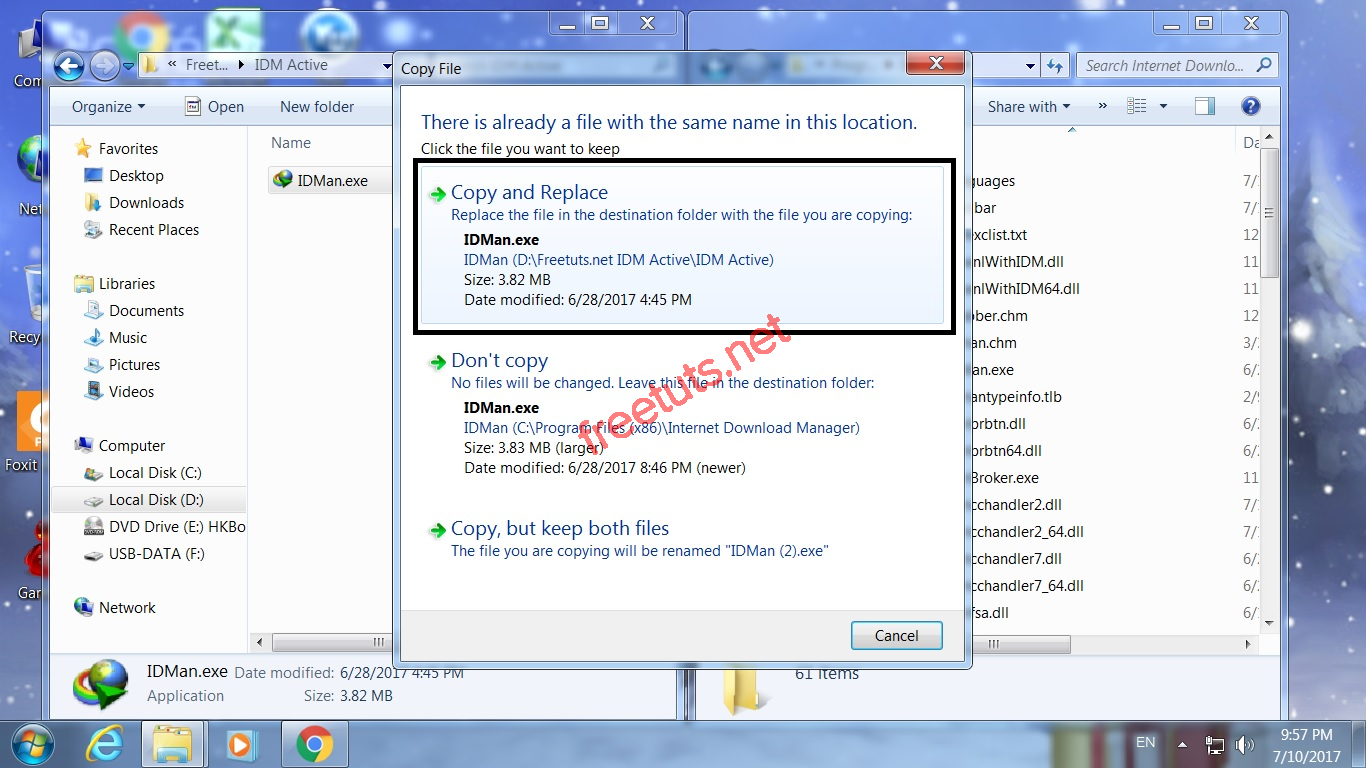 Freet...
IDM Active
Search Internet Downlo...
Organize
Open
New folder
Share with
»
Name
IDMan.exe
Favorites
Desktop
Downloads
Recent Places
Libraries
Documents
Music
Pictures
Videos
Computer
Local Disk (C:)
Local Disk (D:)
DVD Drive (E:) HKBo
USB-DATA (F:)
Network
Copy File
There is already a file with the same name in this location.
Click the file you want to keep
Copy and Replace
Replace the file in the destination folder with the file you are copying:
IDMan.exe
IDMan (D:\Freetuts.net IDM Active\IDM Active)
Size: 3.82 MB
Date modified: 6/28/2017 4:45 PM
Don't copy
No files will be changed. Leave this file in the destination folder:
IDMan.exe
IDMan (C:\Program Files (x86)\Internet Download Manager)
Size: 3.83 MB (larger)
Date modified: 6/28/2017 8:46 PM (newer)
Copy, but keep both files
The file you are copying will be renamed "IDMan (2).exe"
Cancel
freetuts.net
Da
guages 7/
bar 7/
xclist.txt 12
nlWithIDM.dll 11
nlWithIDM64.dll 11
ber.chm 12
an.chm 3/
an.exe 6/
antypeinfo.tlb 2/
orbtn.dll 6/
orbtn64.dll 6/
Broker.exe 11
cchandler2.dll 7/
cchandler2_64.dll 7/
cchandler7.dll 6/
cchandler7_64.dll 6/
fsa.dll 6/
IDMan.exe Date modified: 6/28/2017 4:45 PM
Application Size: 3.82 MB
61 items
Com
Net
Recy
Foxit
Gar
EN
9:57 PM
7/10/2017